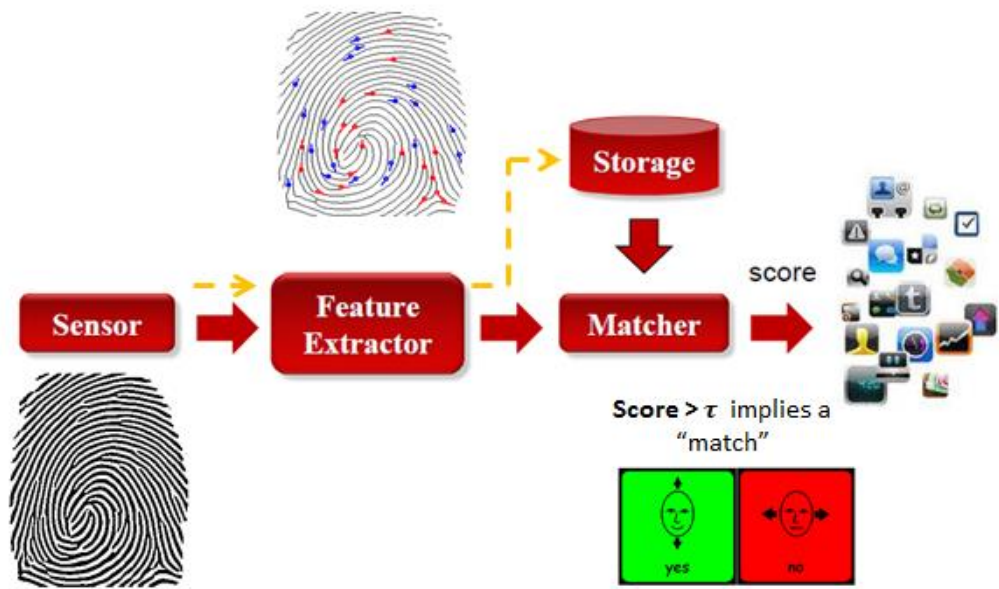 Storage
score
Sensor
Feature
Extractor
Matcher
Score > τ implies a
“match”
yes
no